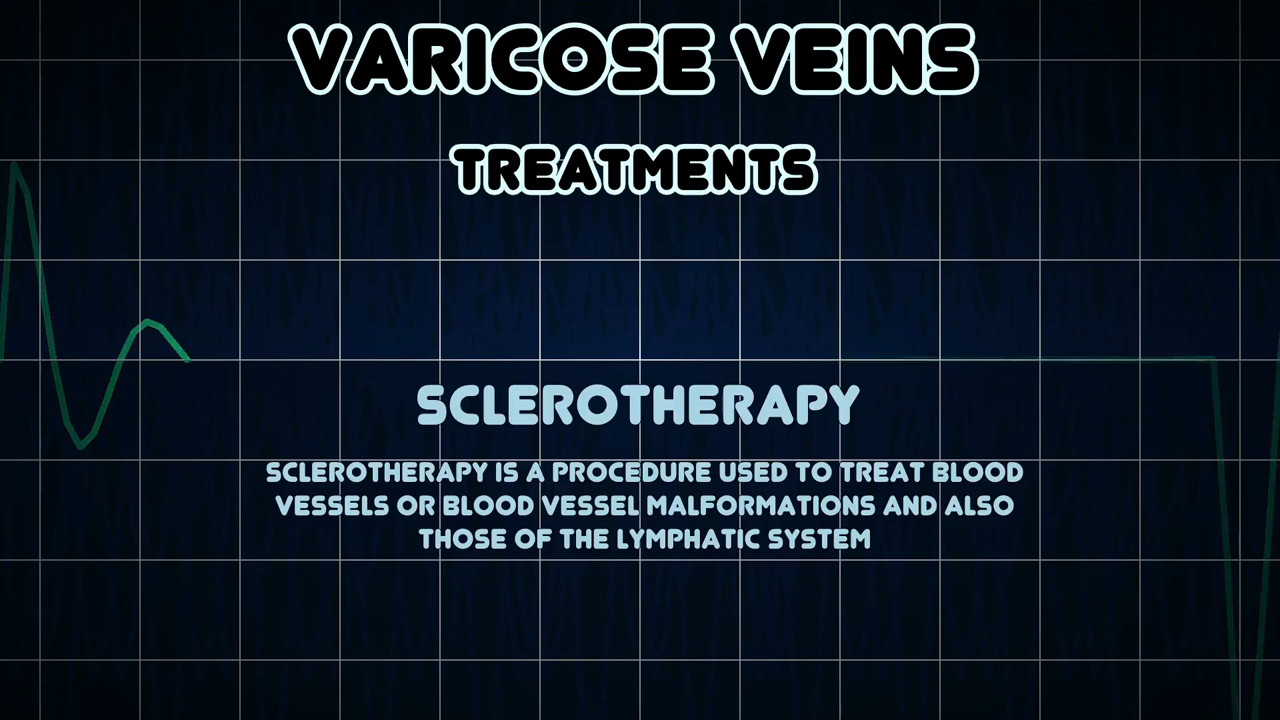 VARICOSE VEINS
TREATMENTS
SCLEROTHERAPY
SCLEROTHERAPY IS A PROCEDURE USED TO TREAT BLOOD
VESSELS OR BLOOD VESSEL MALFORMATIONS AND ALSO
THOSE OF THE LYMPHATIC SYSTEM